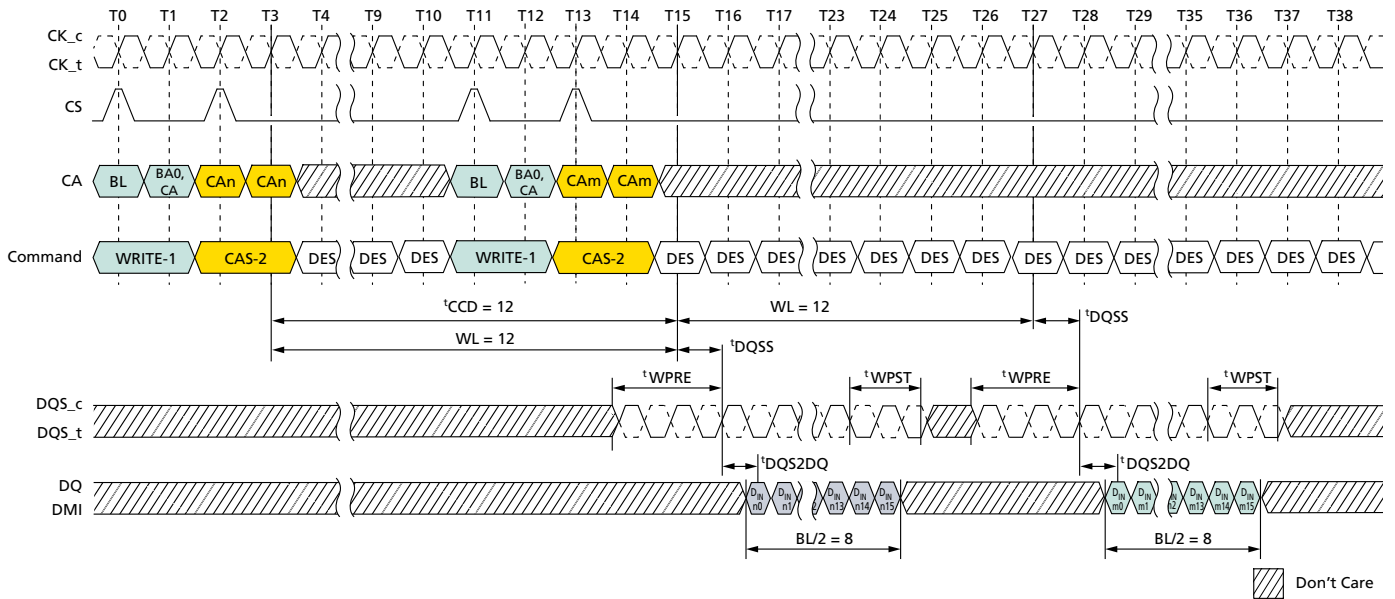 T0 T1 T2 T3 T4 T9 T10 T11 T12 T13 T14 T15 T16 T17 T23 T24 T25 T26 T27 T28 T29 T35 T36 T37 T38
CK_c
CK_t
CS
CA BL BA0, CA CAn CAn BL BA0, CA CAm CAm
Command WRITE-1 CAS-2 DES DES DES WRITE-1 CAS-2 DES DES DES DES DES DES DES DES DES DES DES DES DES DES
tCCD = 12 WL = 12 tDQSS
WL = 12 tDQSS
tWPRE tWPST tWPRE tWPST
DQS_c
DQS_t
tDQS2DQ tDQS2DQ
DQ DIN n0 DIN n1 DIN n13 DIN n14 DIN n15 DIN m0 DIN m1 DIN m13 DIN m14 DIN m15
DMI
BL/2 = 8 BL/2 = 8
Don't Care